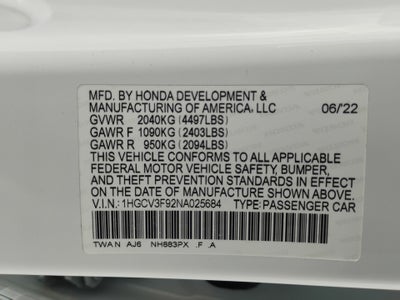 MFD. BY HONDA DEVELOPMENT &
MANUFACTURING OF AMERICA, LLC 06/22
GVWR 2040KG (4497LBS)
GAWR F 1090KG (2403LBS)
GAWR R 950KG (2094LBS)
THIS VEHICLE CONFORMS TO ALL APPLICABLE
FEDERAL MOTOR VEHICLE SAFETY, BUMPER,
AND THEFT PREVENTION STANDARDS IN EFFECT
ON THE DATE OF MANUFACTURE SHOWN ABOVE.
V.I.N.: 1HGCV3F92NA025684 TYPE: PASSENGER CAR
TWA N AJ6 NH883PX .F .A